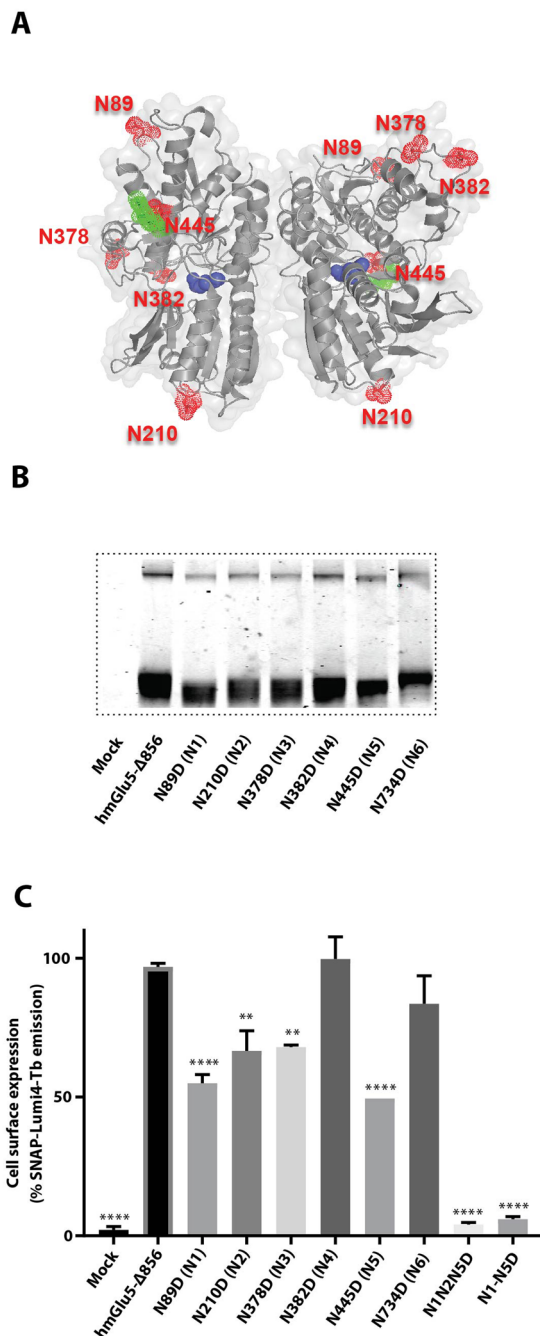 A
N89
N378
N89
N382
N445
N378
N445
N382
N210
N210
B
Mock
hmGlu5-Δ856
N89D (N1)
N210D (N2)
N378D (N3)
N382D (N4)
N445D (N5)
N734D (N6)
C
Cell surface expression
(% SNAP-Lumi4-Tb emission)
100
50
0
****
****
**
**
****
****
****
Mock
hmGlu5-Δ856
N89D (N1)
N210D (N2)
N378D (N3)
N382D (N4)
N445D (N5)
N734D (N6)
N1N2N5D
N1-N5D